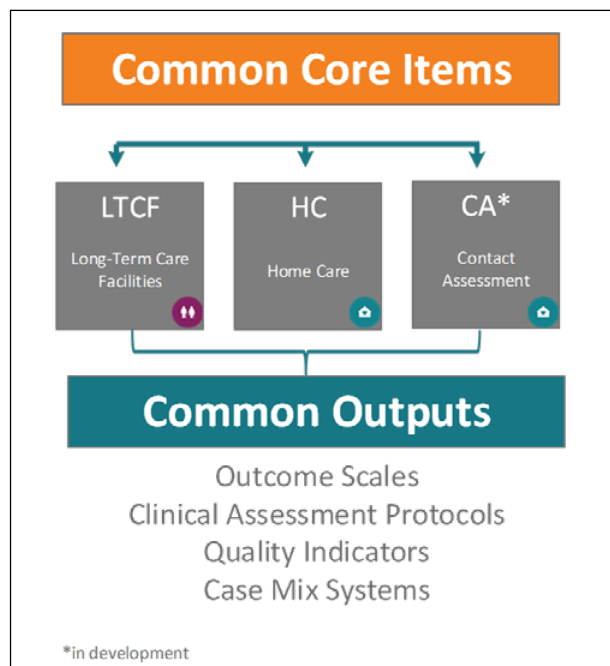 Common Core Items
LTCF
Long-Term Care
Facilities
HC
Home Care
CA*
Contact
Assessment
Common Outputs
Outcome Scales
Clinical Assessment Protocols
Quality Indicators
Case Mix Systems
*in development